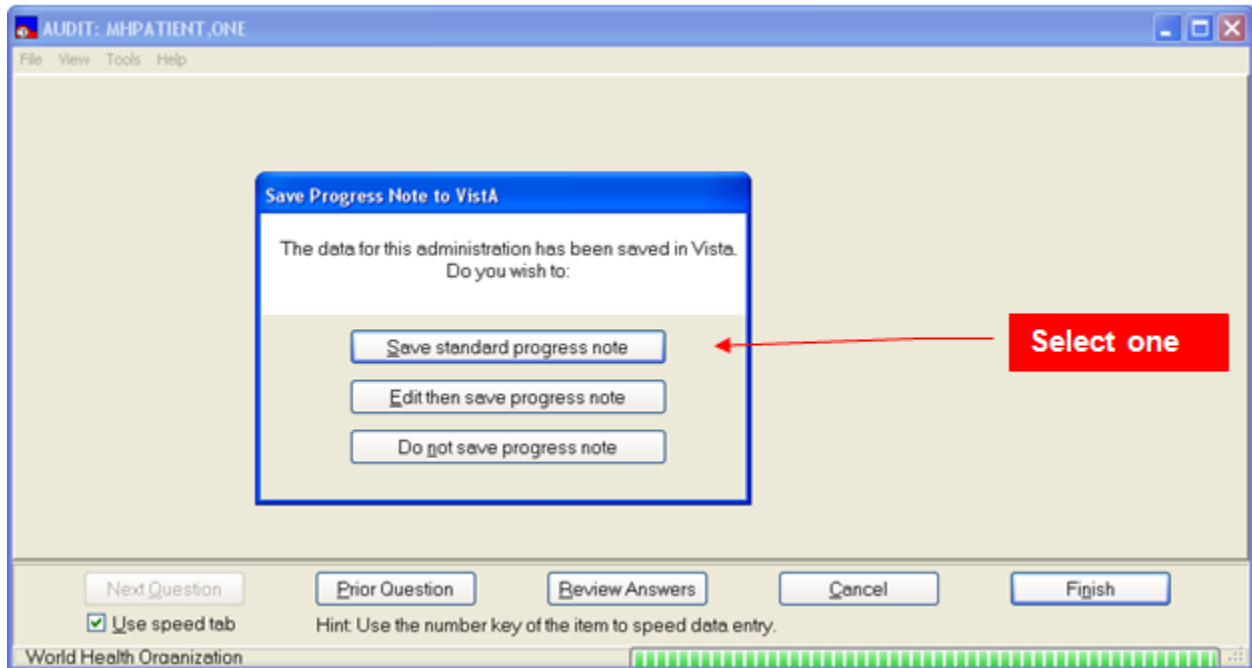 AUDIT: MHPATIENT,ONE
File View Tools Help
Save Progress Note to VistA
The data for this administration has been saved in Vista.
Do you wish to:
Save standard progress note
Select one
Edit then save progress note
Do not save progress note
Next Question
Prior Question
Review Answers
Cancel
Finish
Use speed tab
Hint: Use the number key of the item to speed data entry.
World Health Organization